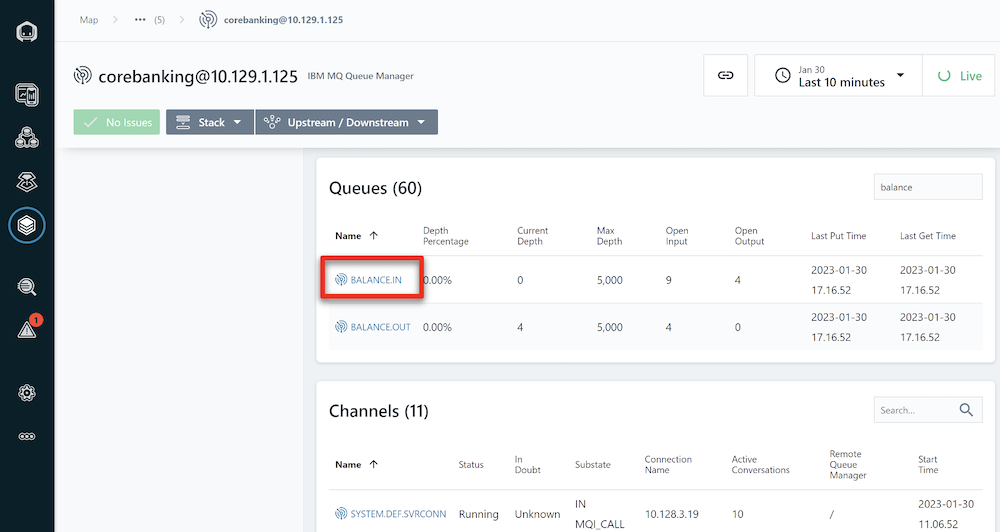 Map ••• (5) corebanking@10.129.1.125
corebanking@10.129.1.125 IBM MQ Queue Manager
Jan 30
Last 10 minutes
Live
No Issues Stack Upstream / Downstream
1
Queues (60)
balance
Name Depth Percentage Current Depth Max Depth Open Input Open Output Last Put Time Last Get Time
BALANCE.IN 0.00% 0 5,000 9 4 2023-01-30 17.16.52 2023-01-30 17.16.52
BALANCE.OUT 0.00% 4 5,000 4 0 2023-01-30 17.16.52 2023-01-30 17.16.52
Channels (11)
Search...
Name Status In Doubt Substate Connection Name Active Conversations Remote Queue Manager Start Time
SYSTEM.DEF.SVRCONN Running Unknown IN MQI_CALL 10.128.3.19 10 / 2023-01-30 11.06.52